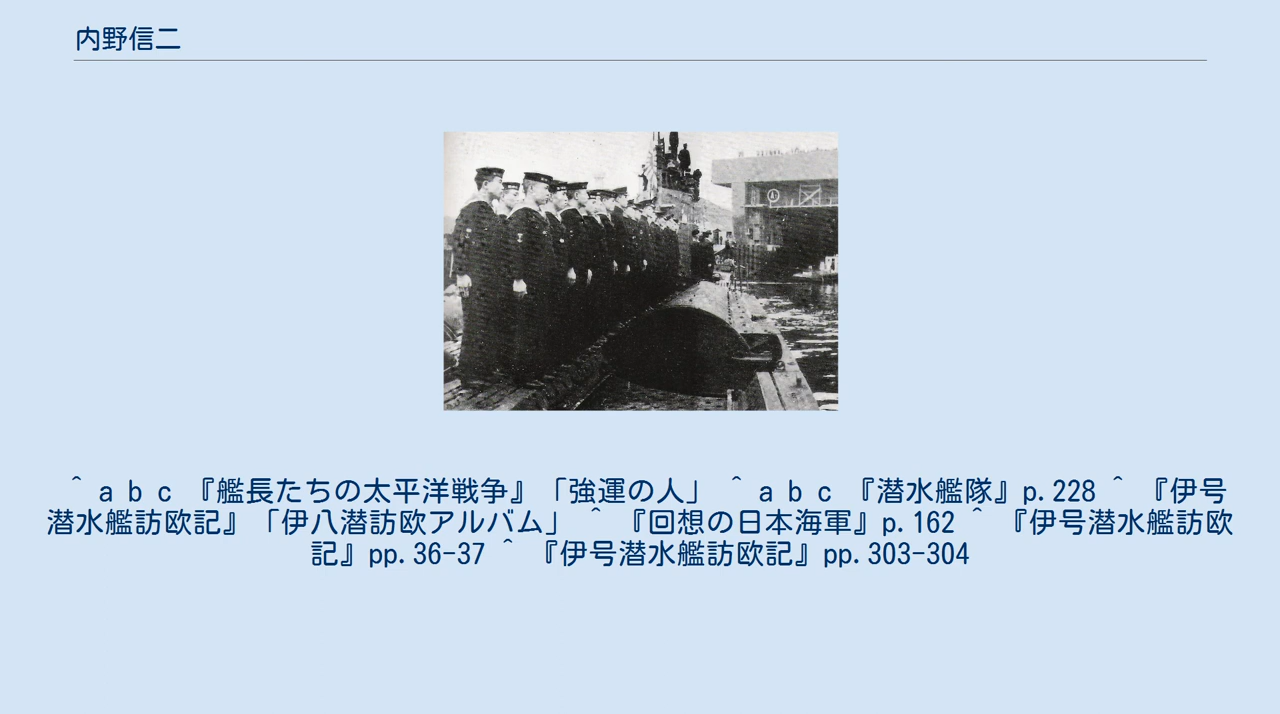 内野信二
^ a b c 『艦長たちの太平洋戦争』「強運の人」 ^ a b c 『潜水艦隊』p.228 ^ 『伊号
潜水艦訪欧記』「伊八潜訪欧アルバム」 ^ 『回想の日本海軍』p.162 ^ 『伊号潜水艦訪欧
記』pp.36-37 ^ 『伊号潜水艦訪欧記』pp.303-304